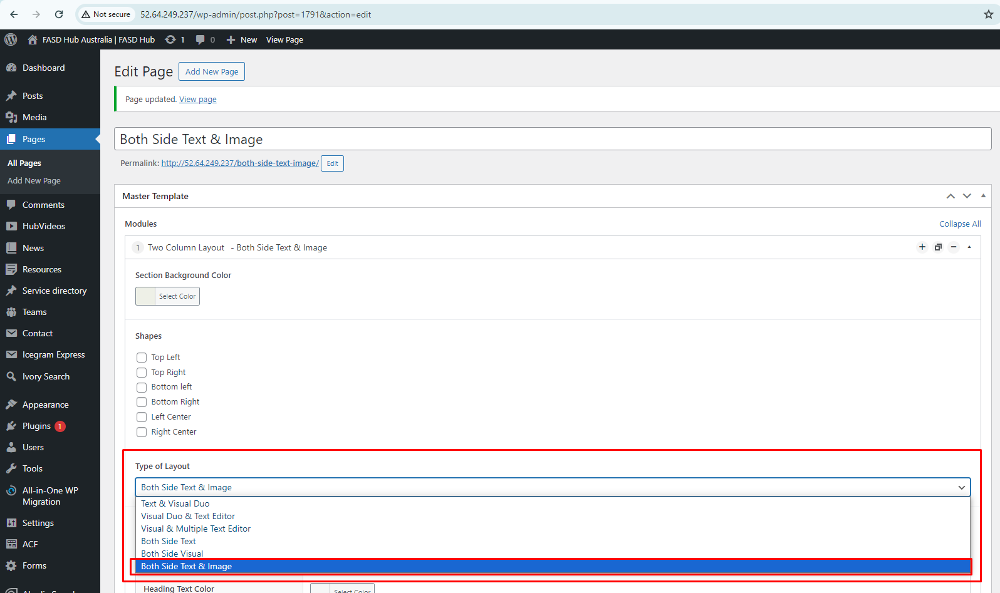 Not secure 52.64.249.237/wp-admin/post.php?post=1791&action=edit
FASD Hub Australia | FASD Hub 1 0 New View Page
Dashboard
Posts
Media
Pages
All Pages
Add New Page
Comments
HubVideos
News
Resources
Service directory
Teams
Contact
Icegram Express
Ivory Search
Appearance
Plugins 1
Users
Tools
All-in-One WP
Migration
Settings
ACF
Forms
Edit Page Add New Page
Page updated. View page
Both Side Text & Image
Permalink: http://52.64.249.237/both-side-text-image/ Edit
Master Template
Modules Collapse All
1 Two Column Layout - Both Side Text & Image
Section Background Color
Select Color
Shapes
Top Left
Top Right
Bottom left
Bottom Right
Left Center
Right Center
Type of Layout
Both Side Text & Image
Text & Visual Duo
Visual Duo & Text Editor
Visual & Multiple Text Editor
Both Side Text
Both Side Visual
Both Side Text & Image
Heading Text Color Select Color